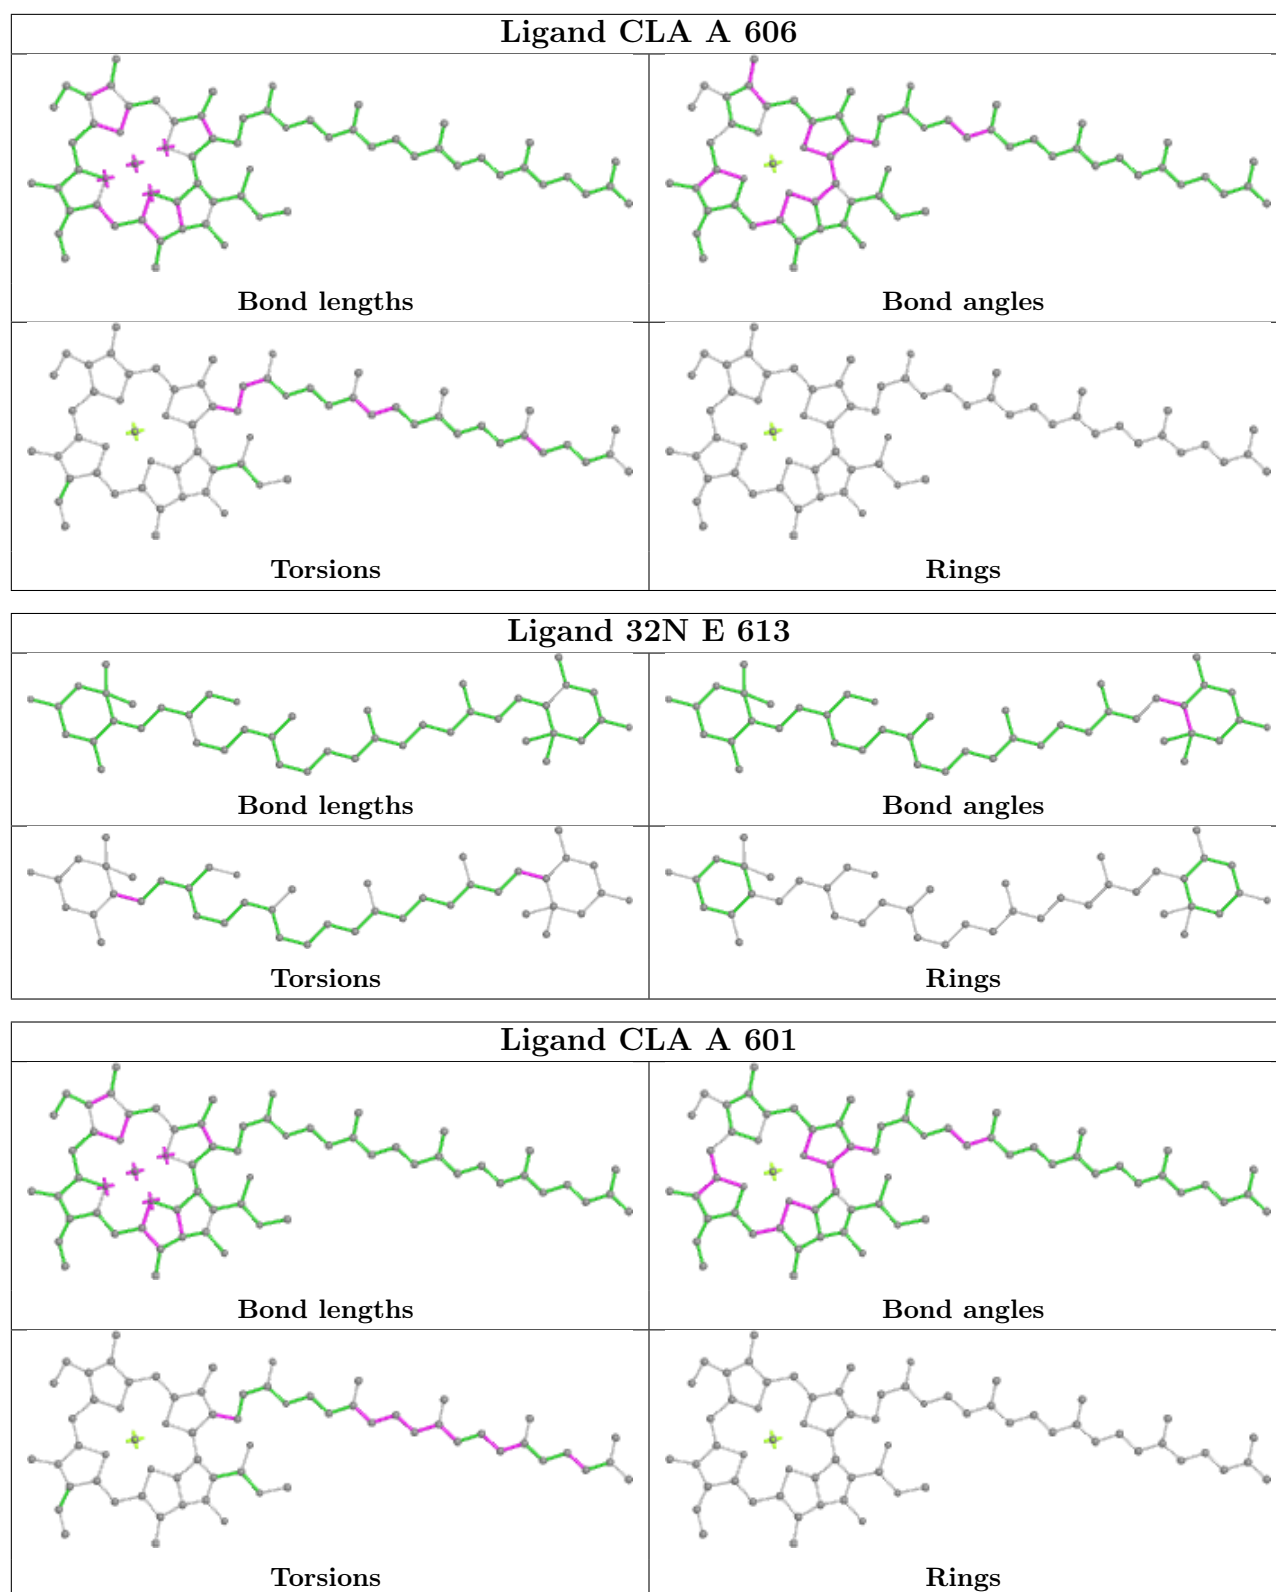 Ligand CLA A 606
Bond lengths
Bond angles
Torsions
Rings
Ligand 32N E 613
Bond lengths
Bond angles
Torsions
Rings
Ligand CLA A 601
Bond lengths
Bond angles
Torsions
Rings